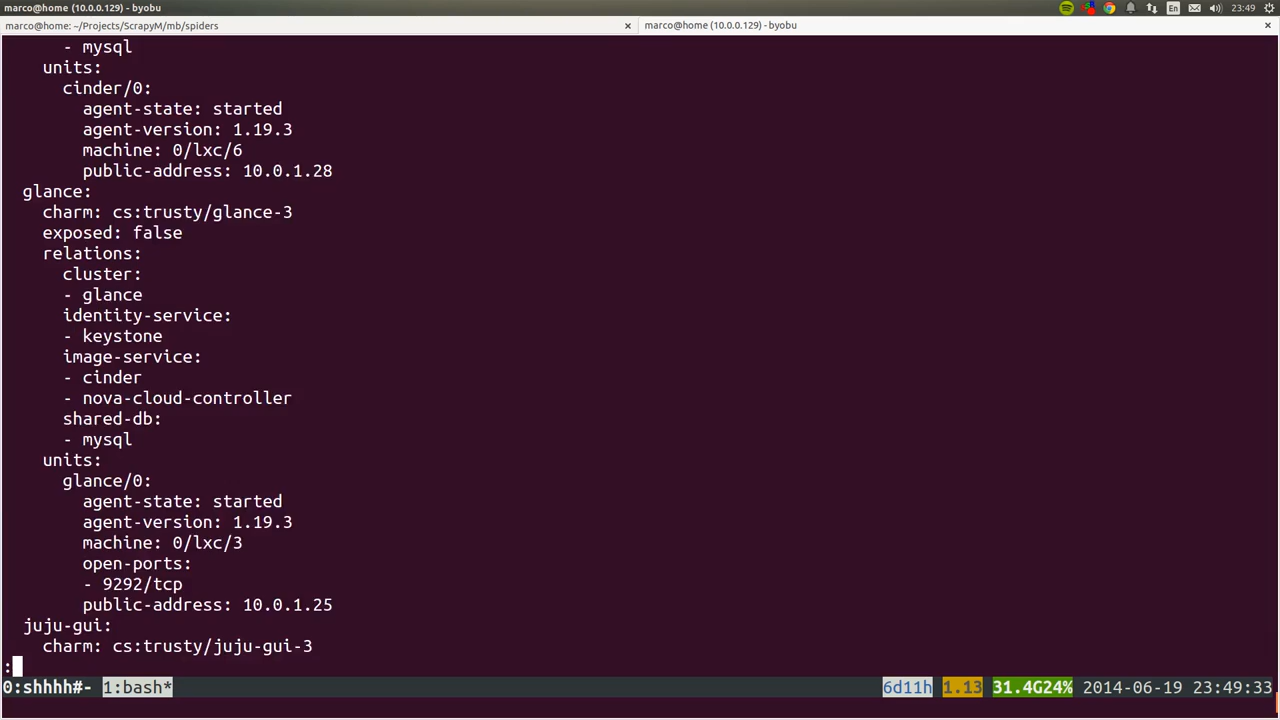 marco@home (10.0.0.129) - byobu
En 23:49
marco@home: ~/Projects/ScrapyM/mb/spiders × marco@home (10.0.0.129) - byobu ×
- mysql
units:
cinder/0:
agent-state: started
agent-version: 1.19.3
machine: 0/lxc/6
public-address: 10.0.1.28
glance:
charm: cs:trusty/glance-3
exposed: false
relations:
cluster:
- glance
identity-service:
- keystone
image-service:
- cinder
- nova-cloud-controller
shared-db:
- mysql
units:
glance/0:
agent-state: started
agent-version: 1.19.3
machine: 0/lxc/3
open-ports:
- 9292/tcp
public-address: 10.0.1.25
juju-gui:
charm: cs:trusty/juju-gui-3
:
0:shhhh#- 1:bash* 6d11h 1.13 31.4G24% 2014-06-19 23:49:33